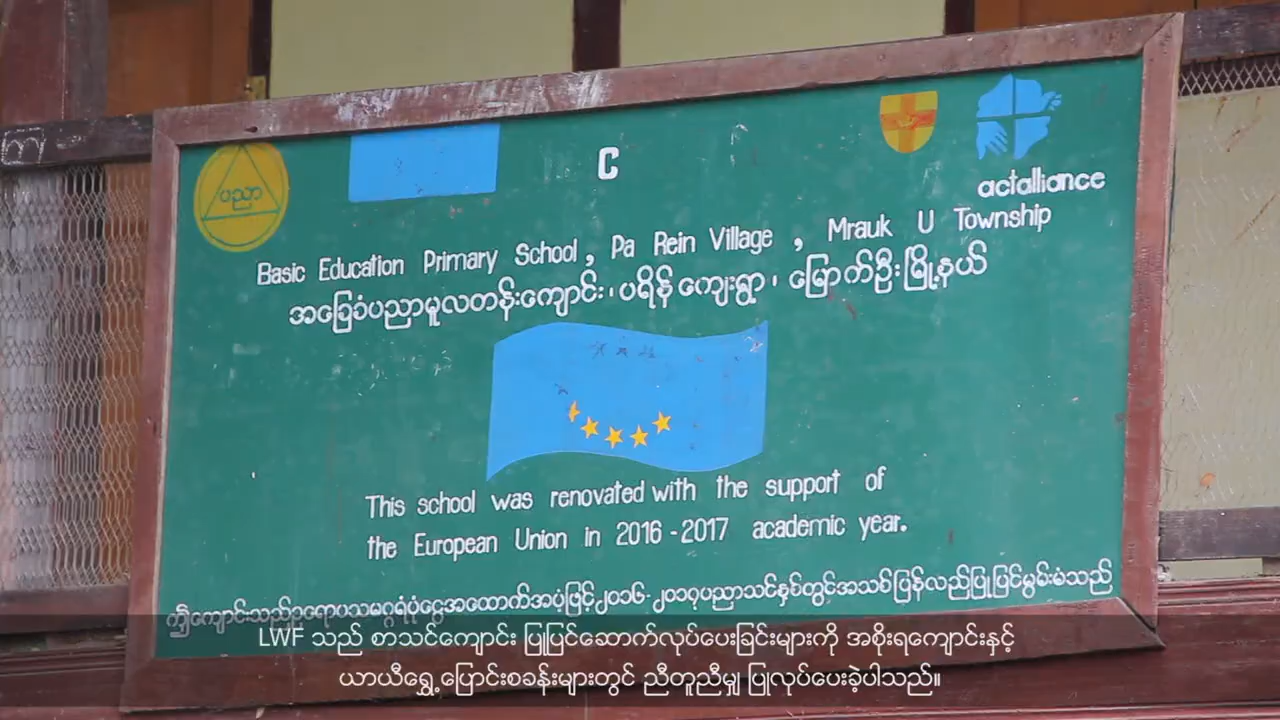 ပညာ
C
actalliance
Basic Education Primary School, Pa Rein Village, Mrauk U Township
အခြေခံပညာမူလတန်းကျောင်း၊ ပရိန် ကျေးရွာ၊ မြောက်ဦးမြို့နယ်
This school was renovated with the support of
the European Union in 2016-2017 academic year.
ဤကျောင်းသည်ဥရောပသမဂ္ဂရံပုံငွေအထောက်အပံ့ဖြင့်၂၀၁၆-၂၀၁၇ပညာသင်နှစ်တွင်အသစ်ပြန်လည်ပြုပြင်မွမ်းမံသည်
LWF သည် စာသင်ကျောင်း ပြုပြင်ဆောက်လုပ်ပေးခြင်းများကို အစိုးရကျောင်းနှင့်
ယာယီရွှေ့ပြောင်းစခန်းများတွင် ညီတူညီမျှ ပြုလုပ်ပေးခဲ့ပါသည်။